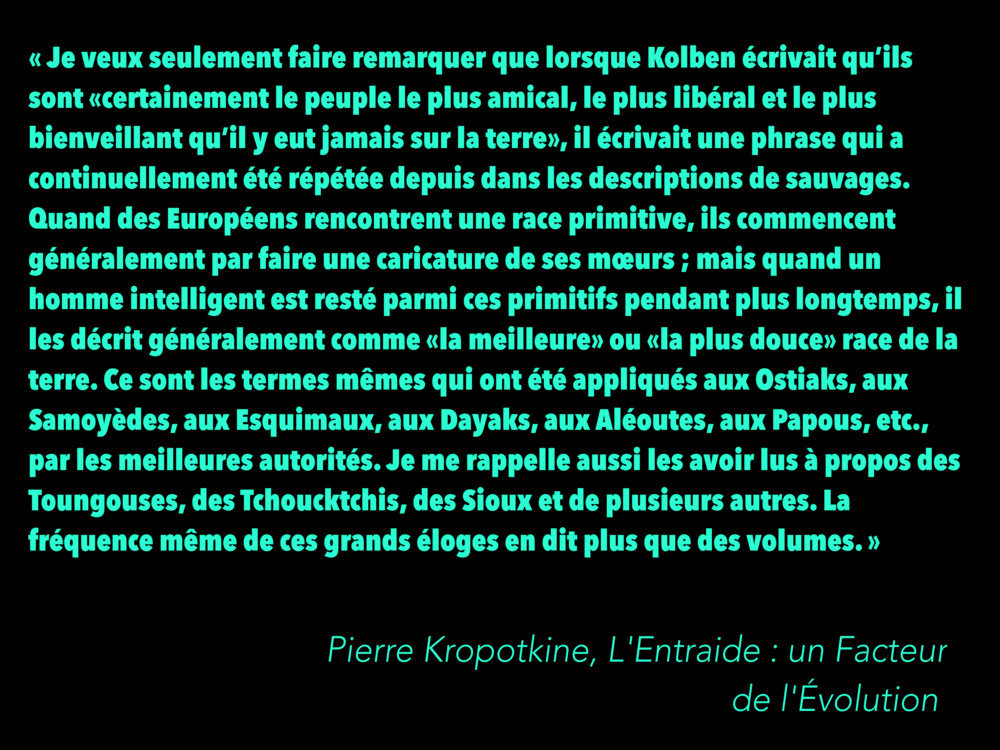 « Je veux seulement faire remarquer que lorsque Kolben écrivait qu’ils
sont «certainement le peuple le plus amical, le plus libéral et le plus
bienveillant qu’il y eut jamais sur la terre», il écrivait une phrase qui a
continuellement été répétée depuis dans les descriptions de sauvages.
Quand des Européens rencontrent une race primitive, ils commencent
généralement par faire une caricature de ses mœurs ; mais quand un
homme intelligent est resté parmi ces primitifs pendant plus longtemps, il
les décrit généralement comme «la meilleure» ou «la plus douce» race de la
terre. Ce sont les termes mêmes qui ont été appliqués aux Ostiaks, aux
Samoyèdes, aux Esquimaux, aux Dayaks, aux Aléoutes, aux Papous, etc.,
par les meilleures autorités. Je me rappelle aussi les avoir lus à propos des
Toungouses, des Tchoucktchis, des Sioux et de plusieurs autres. La
fréquence même de ces grands éloges en dit plus que des volumes. »
Pierre Kropotkine, L'Entraide : un Facteur
de l'Évolution